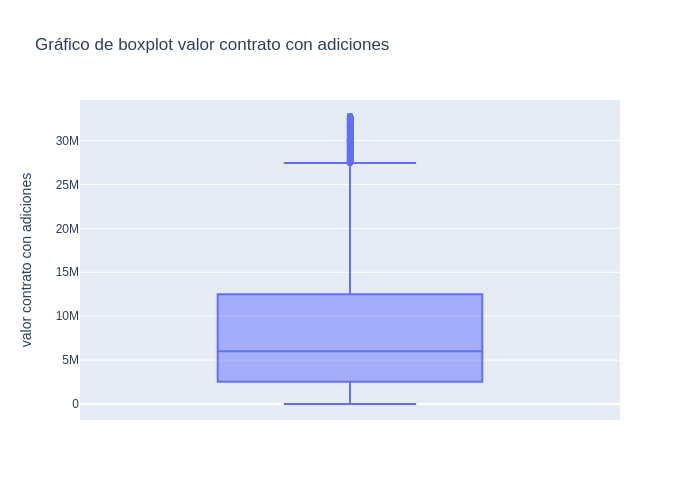 Gráfico de boxplot valor contrato con adiciones
valor contrato con adiciones
30M
25M
20M
15M
10M
5M
0